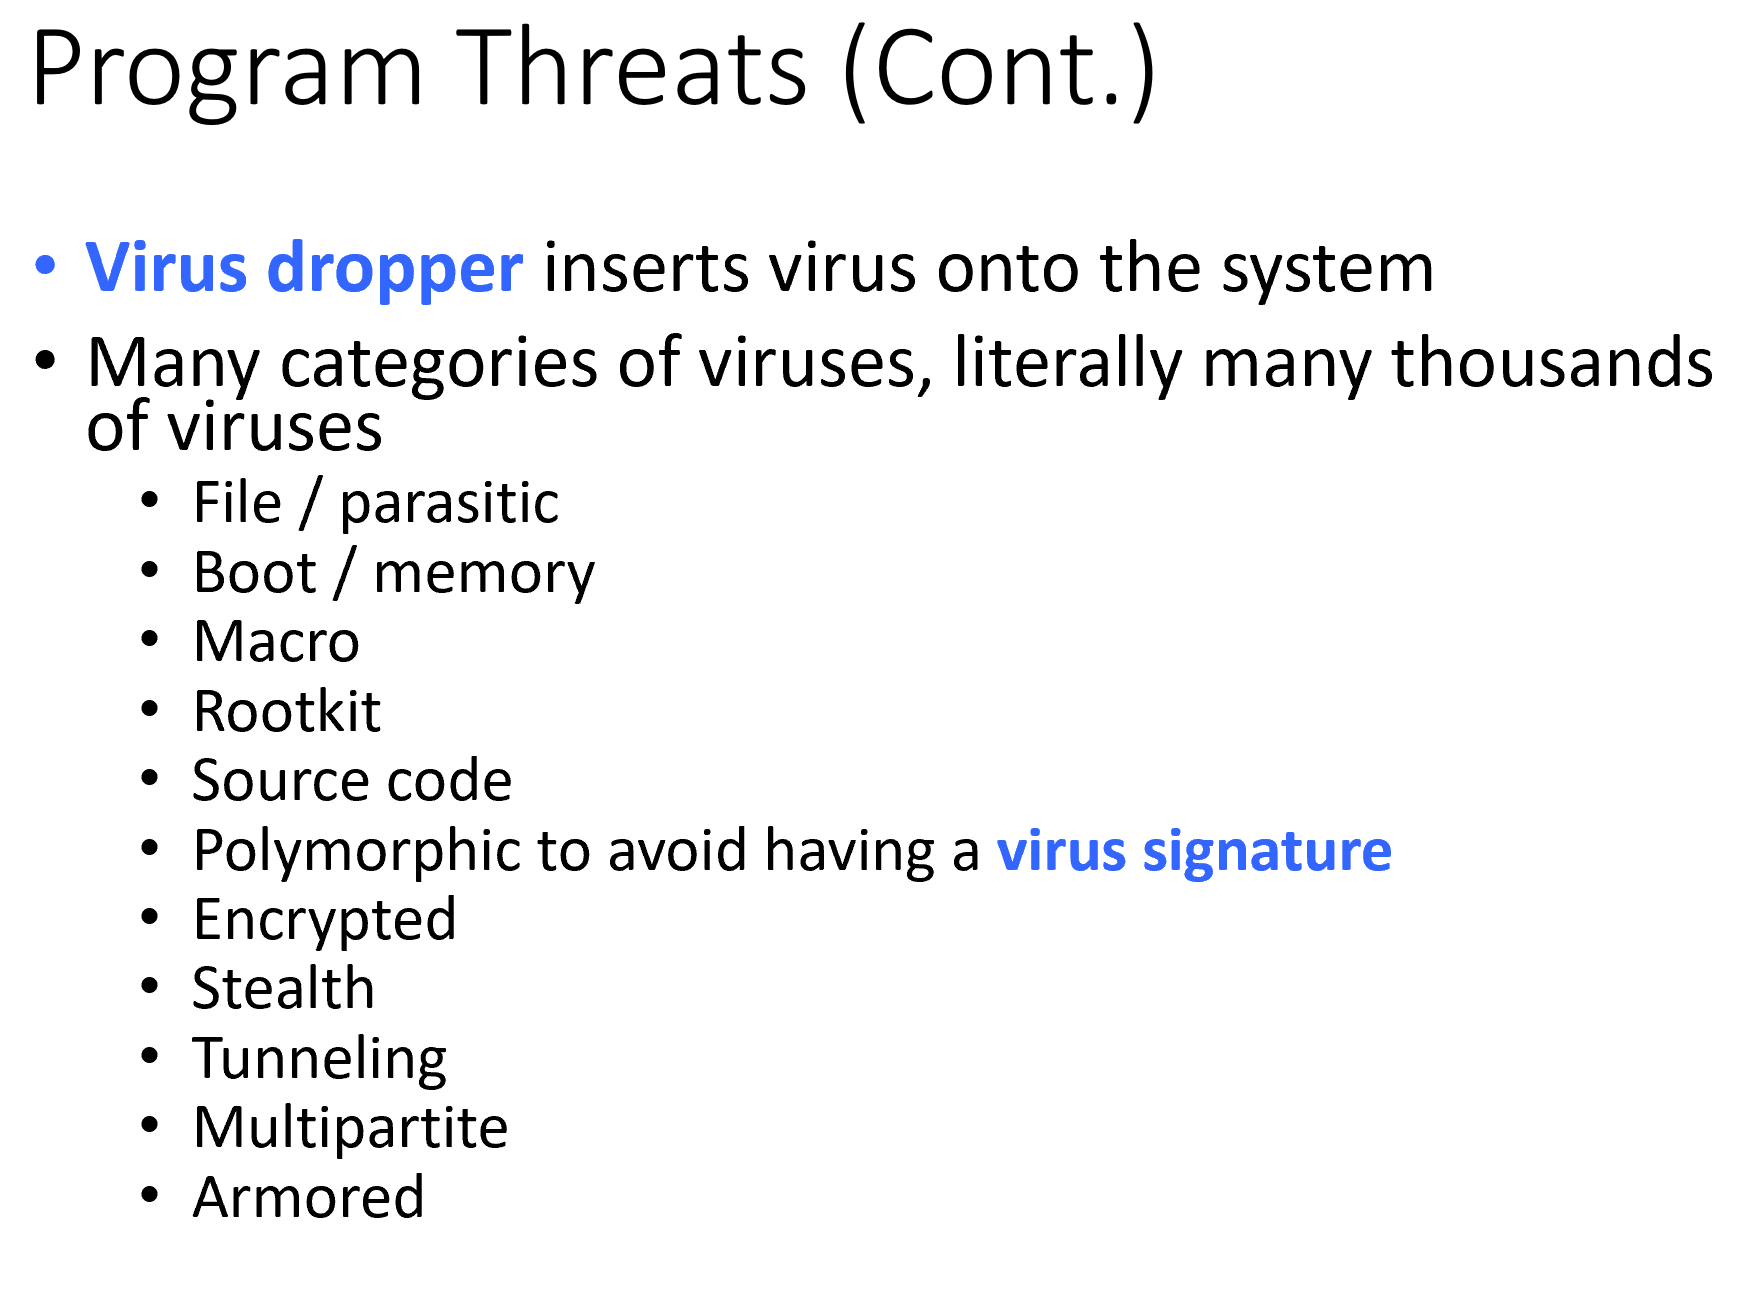 Program Threats (Cont.)
• Virus dropper inserts virus onto the system
• Many categories of viruses, literally many thousands
of viruses
• File / parasitic
• Boot / memory
• Macro
• Rootkit
• Source code
• Polymorphic to avoid having a virus signature
• Encrypted
• Stealth
• Tunneling
• Multipartite
• Armored